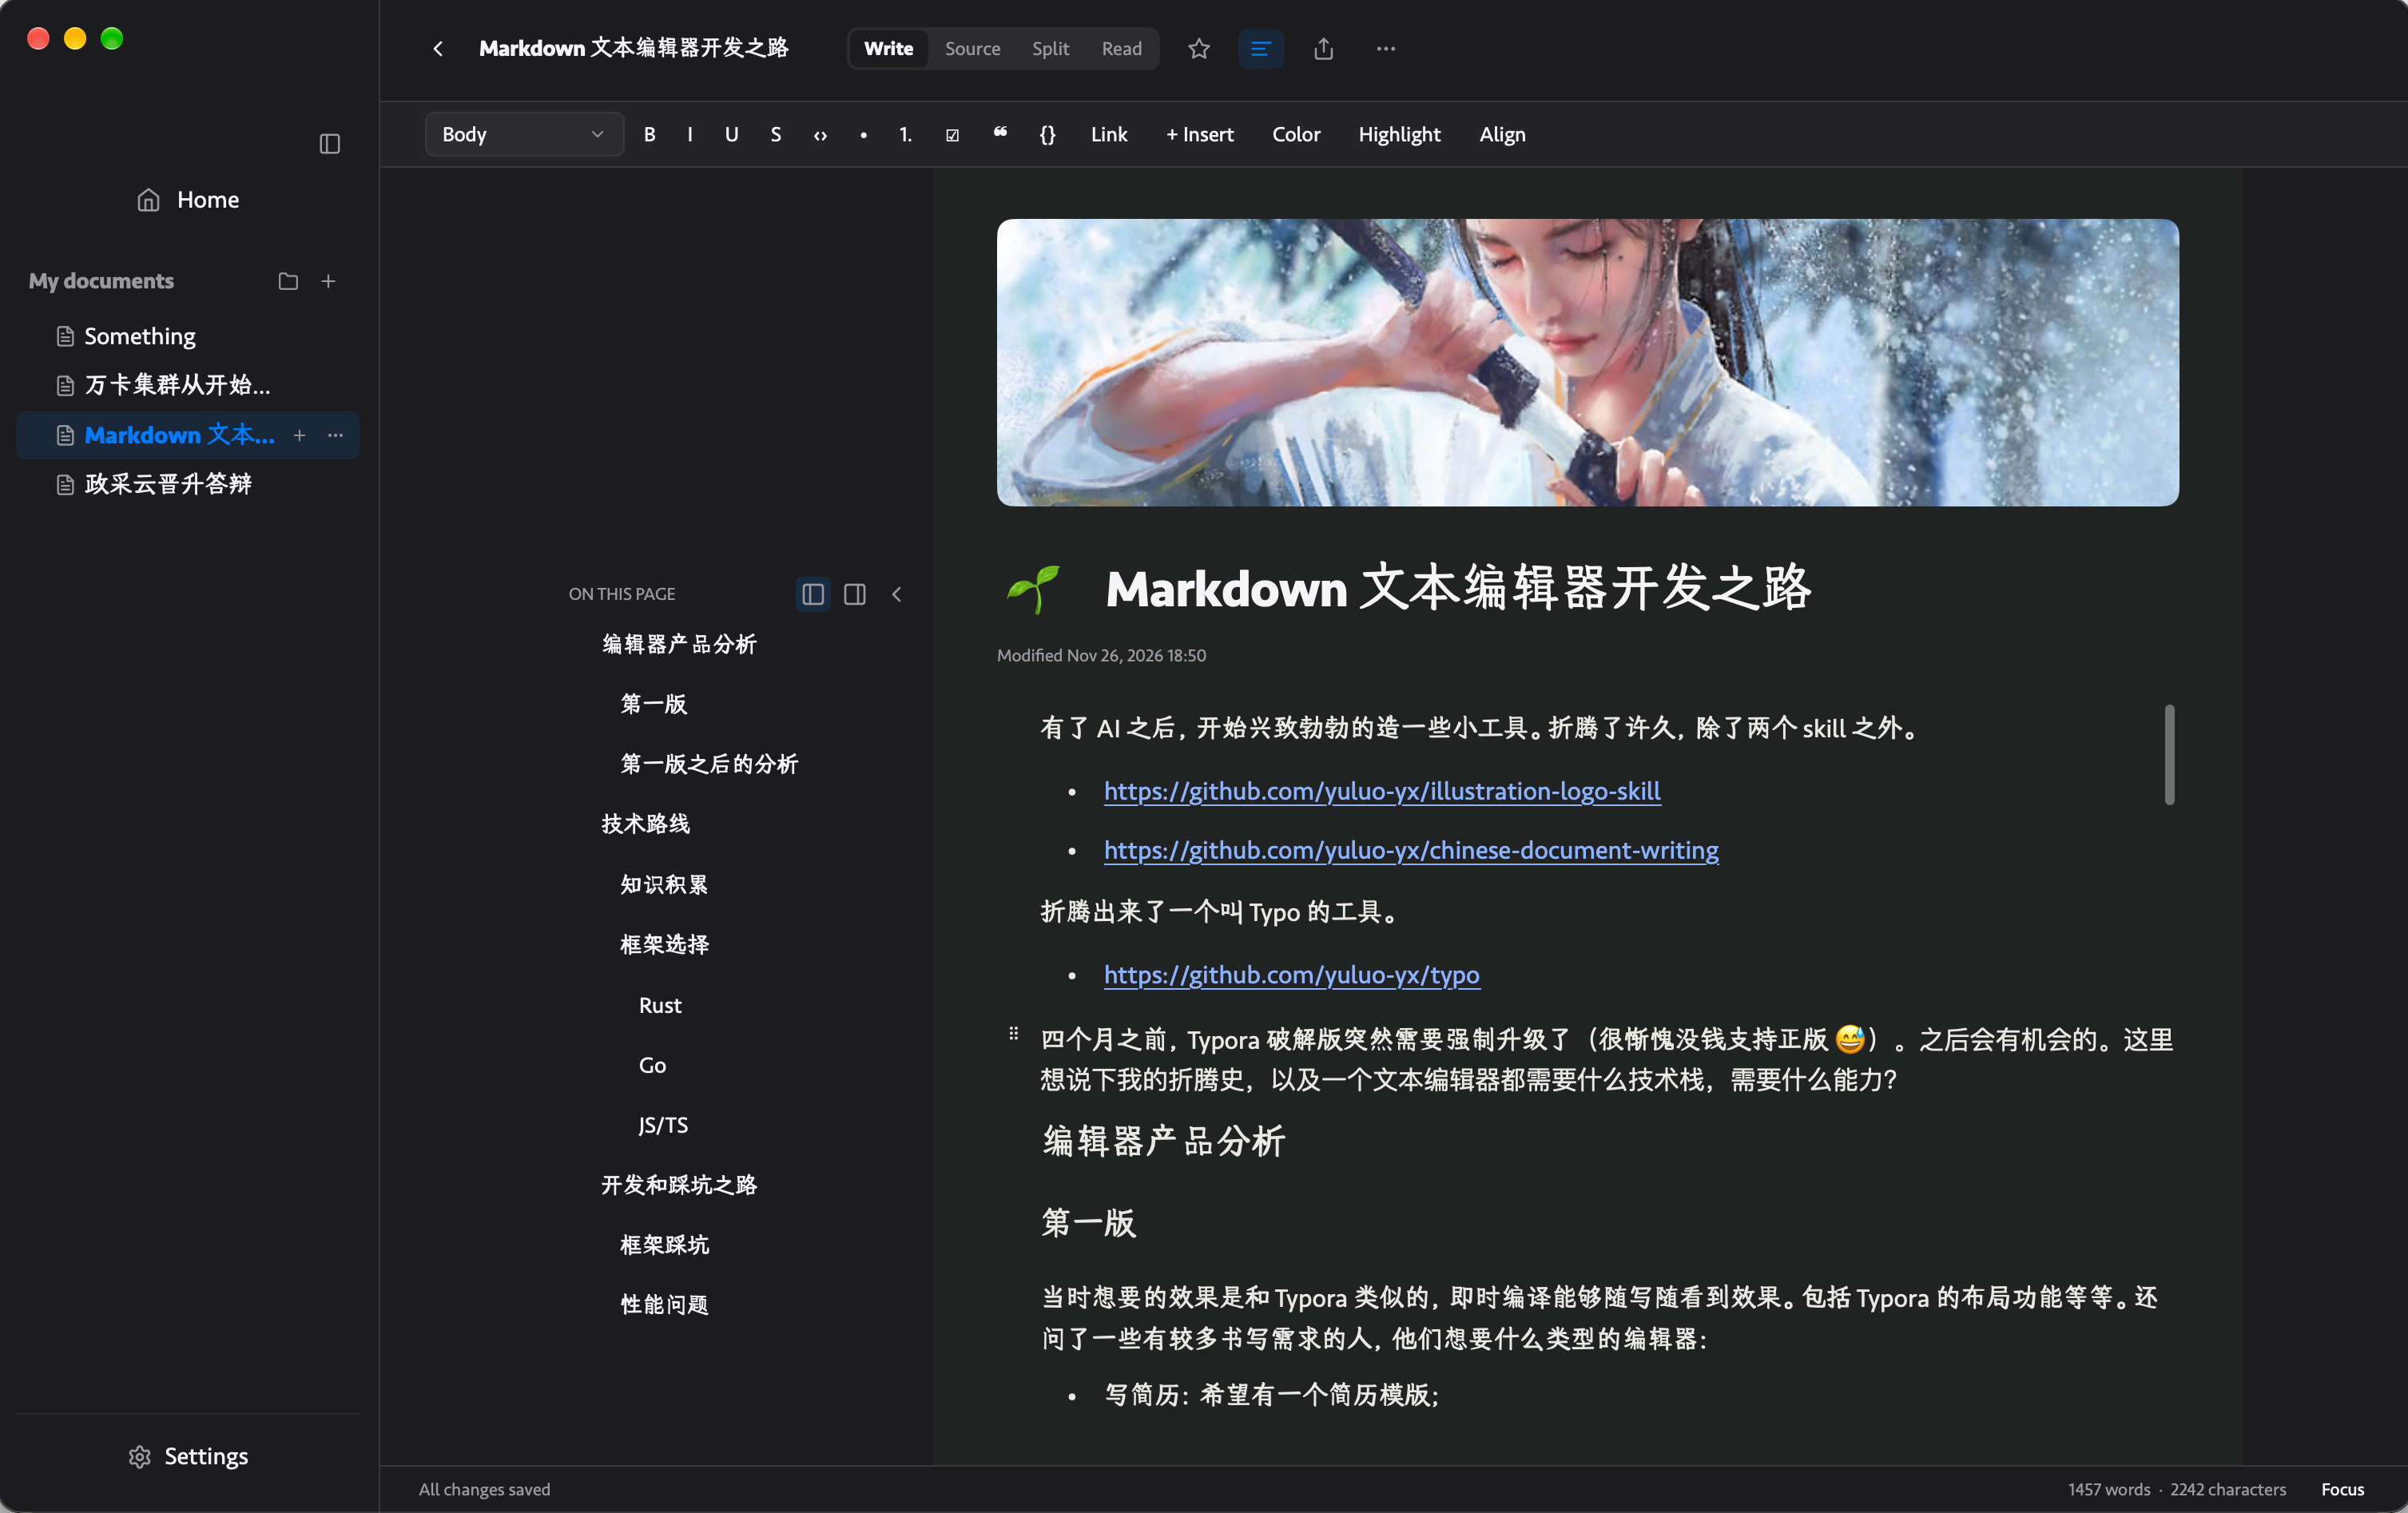 Markdown 文本编辑器开发之路
Write Source Split Read
Body B I U S <> • 1. ☑ ❝ {} Link + Insert Color Highlight Align
Home
My documents
Something
万卡集群从开始...
Markdown 文本...
政采云晋升答辩
Settings
ON THIS PAGE
编辑器产品分析
第一版
第一版之后的分析
技术路线
知识积累
框架选择
Rust
Go
JS/TS
开发和踩坑之路
框架踩坑
性能问题
🌱 Markdown 文本编辑器开发之路
Modified Nov 26, 2026 18:50
有了 AI 之后，开始兴致勃勃的造一些小工具。折腾了许久，除了两个 skill 之外。
• https://github.com/yuluo-yx/illustration-logo-skill
• https://github.com/yuluo-yx/chinese-document-writing
折腾出来了一个叫 Typo 的工具。
• https://github.com/yuluo-yx/typo
四个月之前，Typora 破解版突然需要强制升级了（很惭愧没钱支持正版 😅）。之后会有机会的。这里
想说下我的折腾史，以及一个文本编辑器都需要什么技术栈，需要什么能力？
编辑器产品分析
第一版
当时想要的效果是和 Typora 类似的，即时编译能够随写随看到效果。包括 Typora 的布局功能等等。还
问了一些有较多书写需求的人，他们想要什么类型的编辑器：
• 写简历：希望有一个简历模版；
All changes saved
1457 words · 2242 characters
Focus